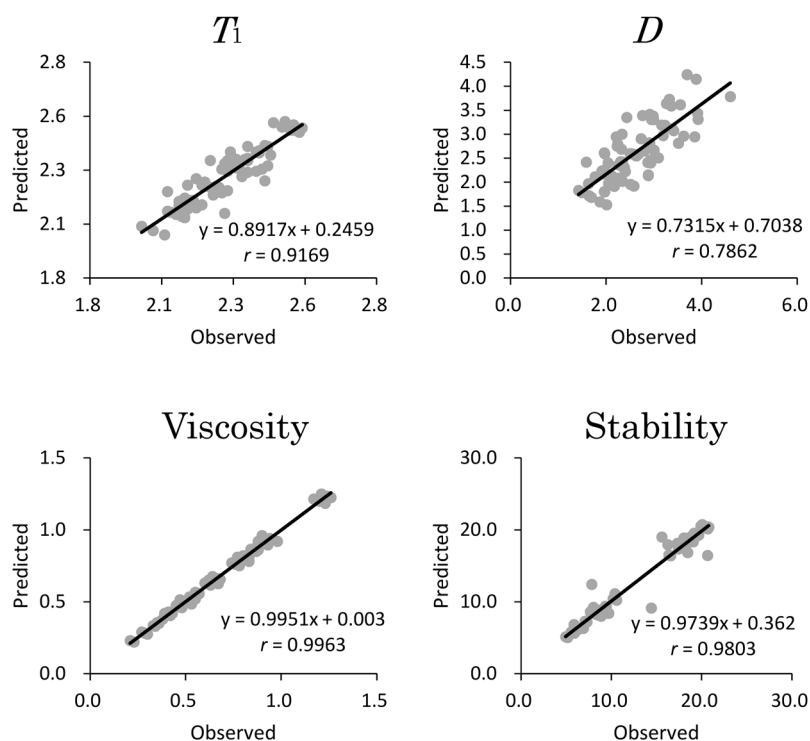 T1
2.8
2.6
2.3
2.1
1.8
Predicted
1.8 2.1 2.3 2.6 2.8
Observed
y = 0.8917x + 0.2459
r = 0.9169
D
4.5
4.0
3.5
3.0
2.5
2.0
1.5
1.0
0.5
0.0
Predicted
0.0 2.0 4.0 6.0
Observed
y = 0.7315x + 0.7038
r = 0.7862
Viscosity
1.5
1.0
0.5
0.0
Predicted
0.0 0.5 1.0 1.5
Observed
y = 0.9951x + 0.003
r = 0.9963
Stability
30.0
20.0
10.0
0.0
Predicted
0.0 10.0 20.0 30.0
Observed
y = 0.9739x + 0.362
r = 0.9803